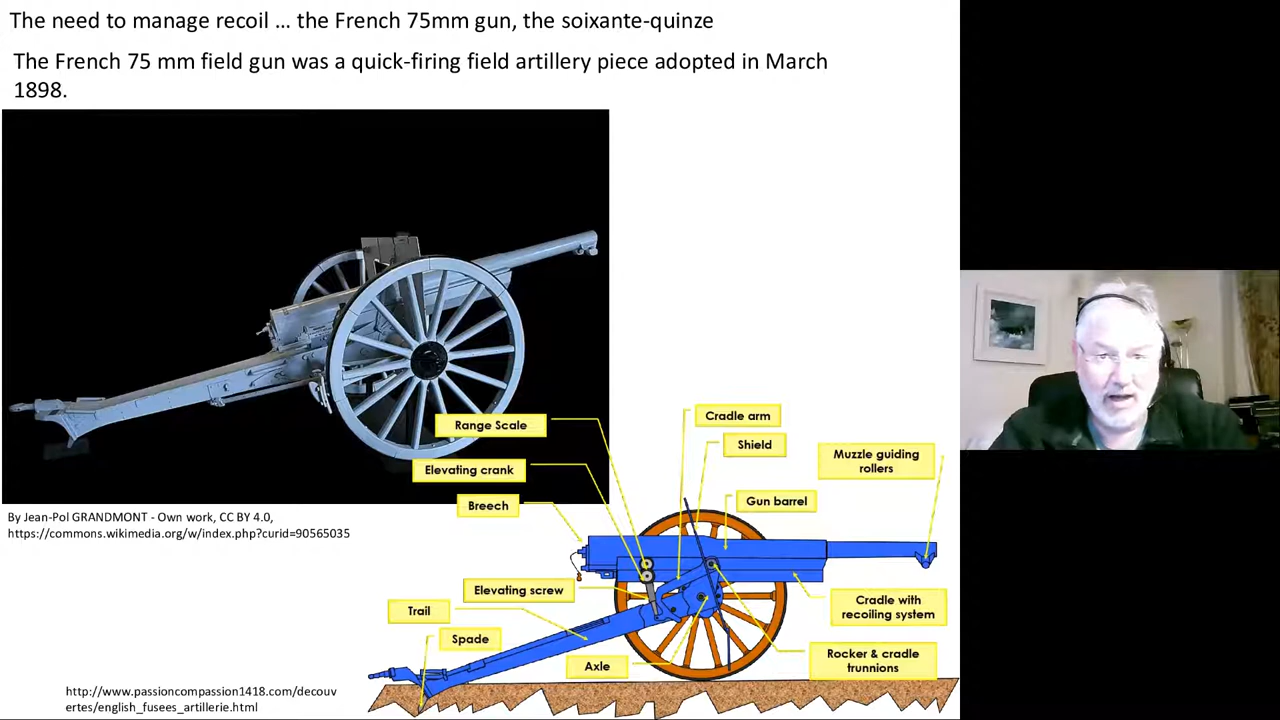 The need to manage recoil … the French 75mm gun, the soixante-quinze
The French 75 mm field gun was a quick-firing field artillery piece adopted in March
1898.
Range Scale
Cradle arm
Shield
Muzzle guiding
rollers
Elevating crank
Breech
Gun barrel
By Jean-Pol GRANDMONT - Own work, CC BY 4.0,
https://commons.wikimedia.org/w/index.php?curid=90565035
Elevating screw
Trail
Spade
Axle
Cradle with
recoiling system
Rocker & cradle
trunnions
http://www.passioncompassion1418.com/decouv
ertes/english_fusees_artillerie.html